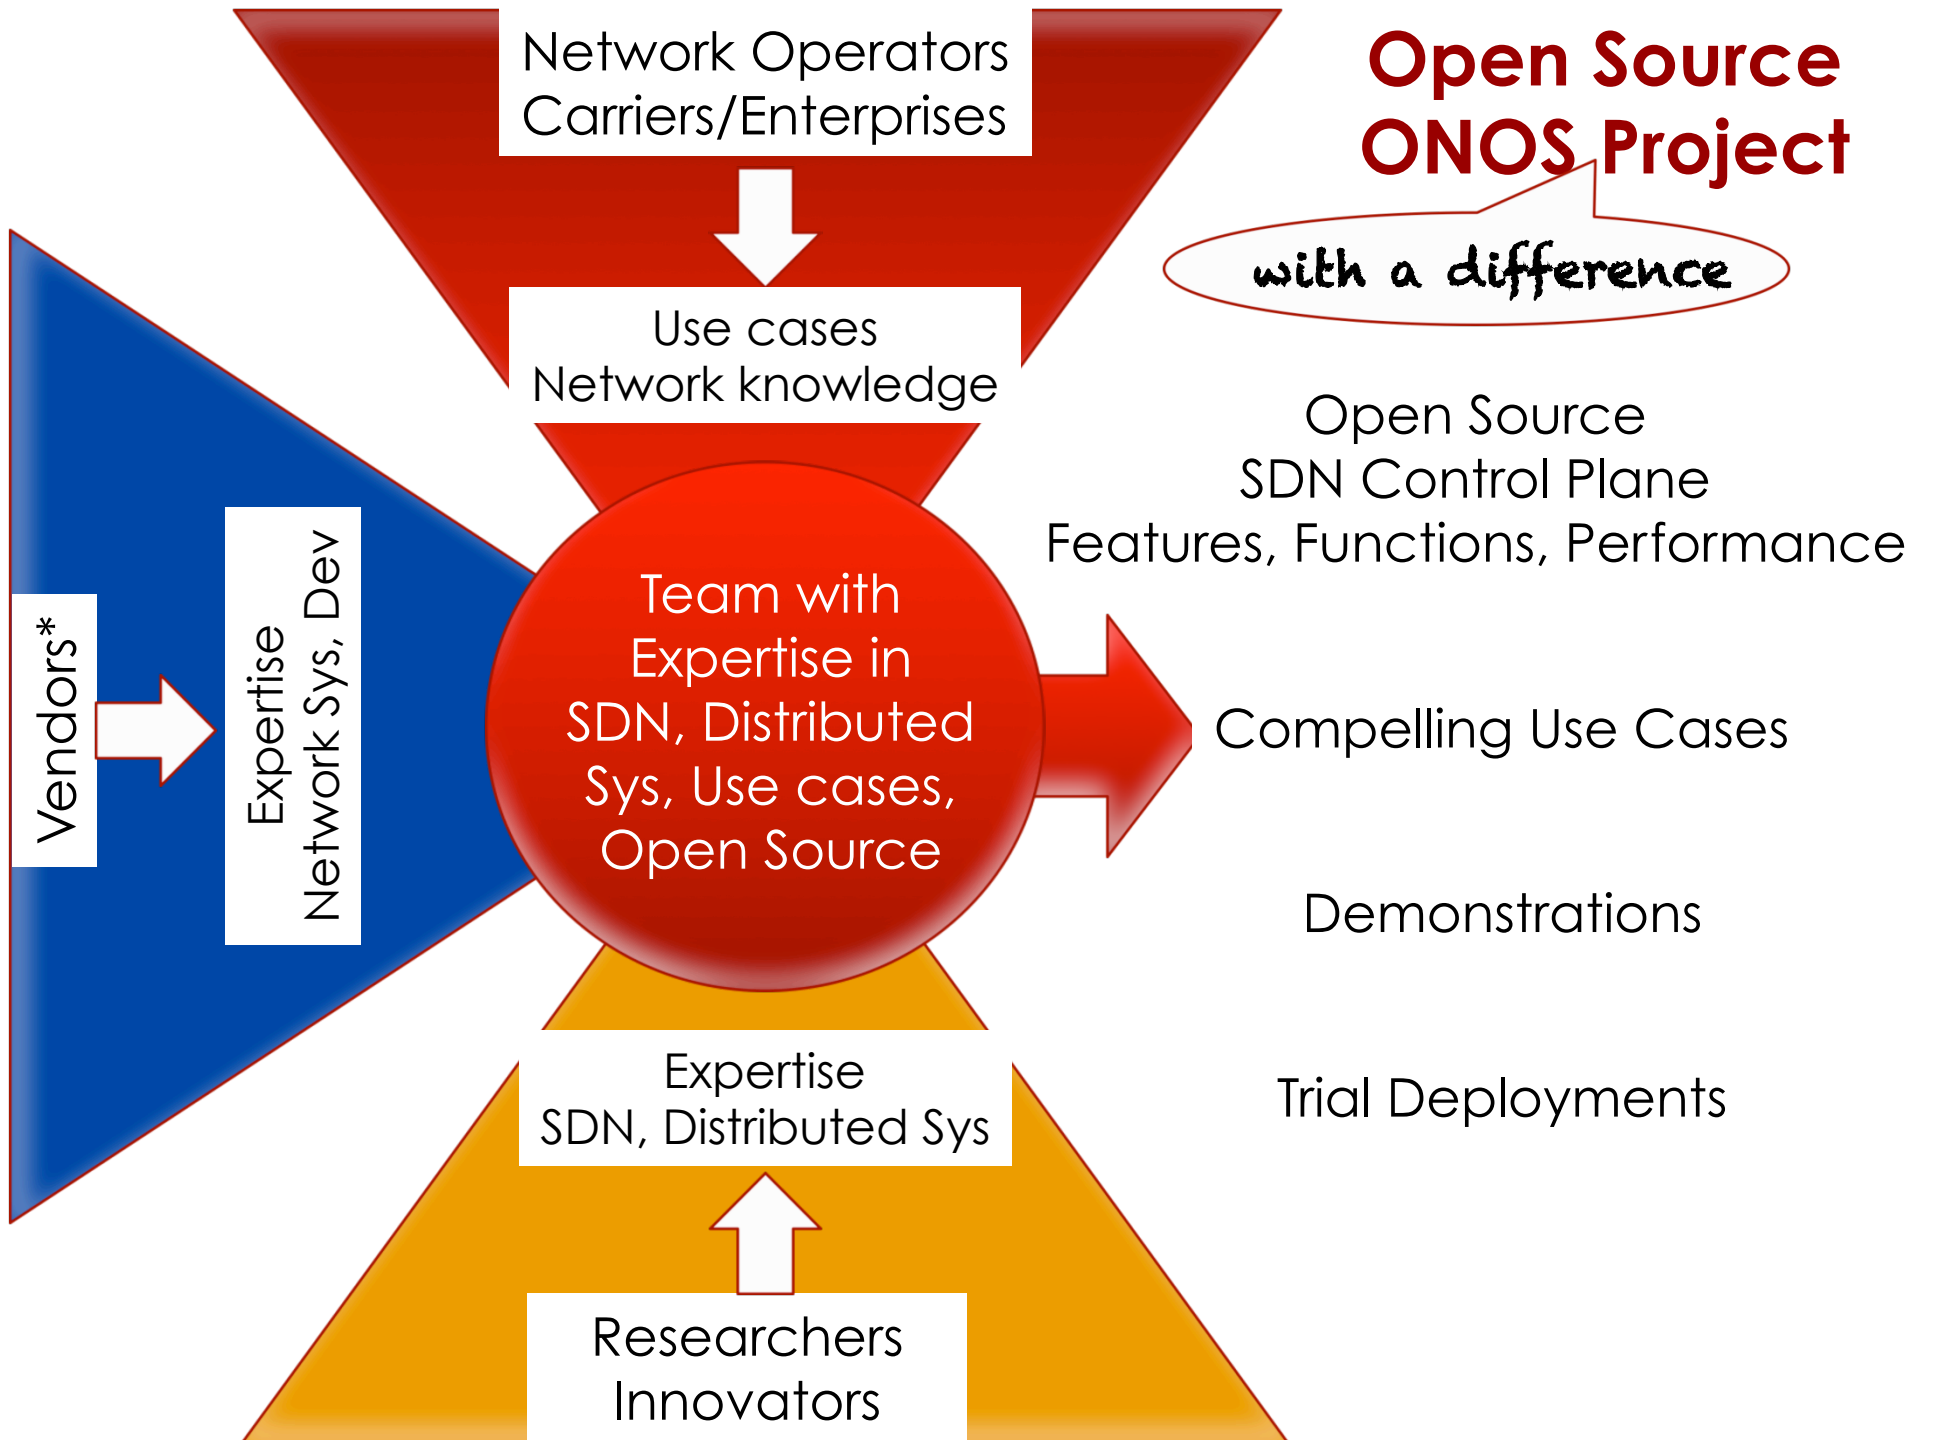 Network Operators
Carriers/Enterprises
Open Source
ONOS Project
with a difference
Use cases
Network knowledge
Open Source
SDN Control Plane
Features, Functions, Performance
Vendors*
Expertise
Network Sys, Dev
Team with
Expertise in
SDN, Distributed
Sys, Use cases,
Open Source
Compelling Use Cases
Demonstrations
Trial Deployments
Expertise
SDN, Distributed Sys
Researchers
Innovators